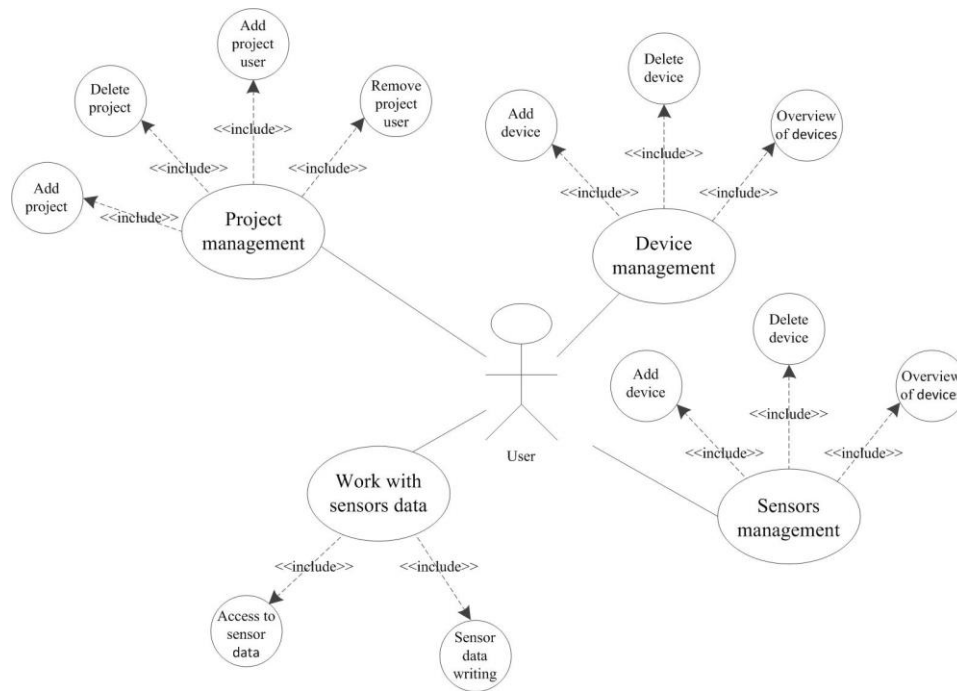 Add
project
user
Delete
project
Remove
project
user
Add
project
<<include>>
<<include>>
<<include>>
<<include>>
Project
management
Delete
device
Add
device
Overview
of devices
<<include>>
<<include>>
<<include>>
Device
management
Delete
device
Add
device
Overview
of devices
<<include>>
<<include>>
<<include>>
Sensors
management
User
Work with
sensors data
<<include>>
<<include>>
Access to
sensor
data
Sensor
data
writing